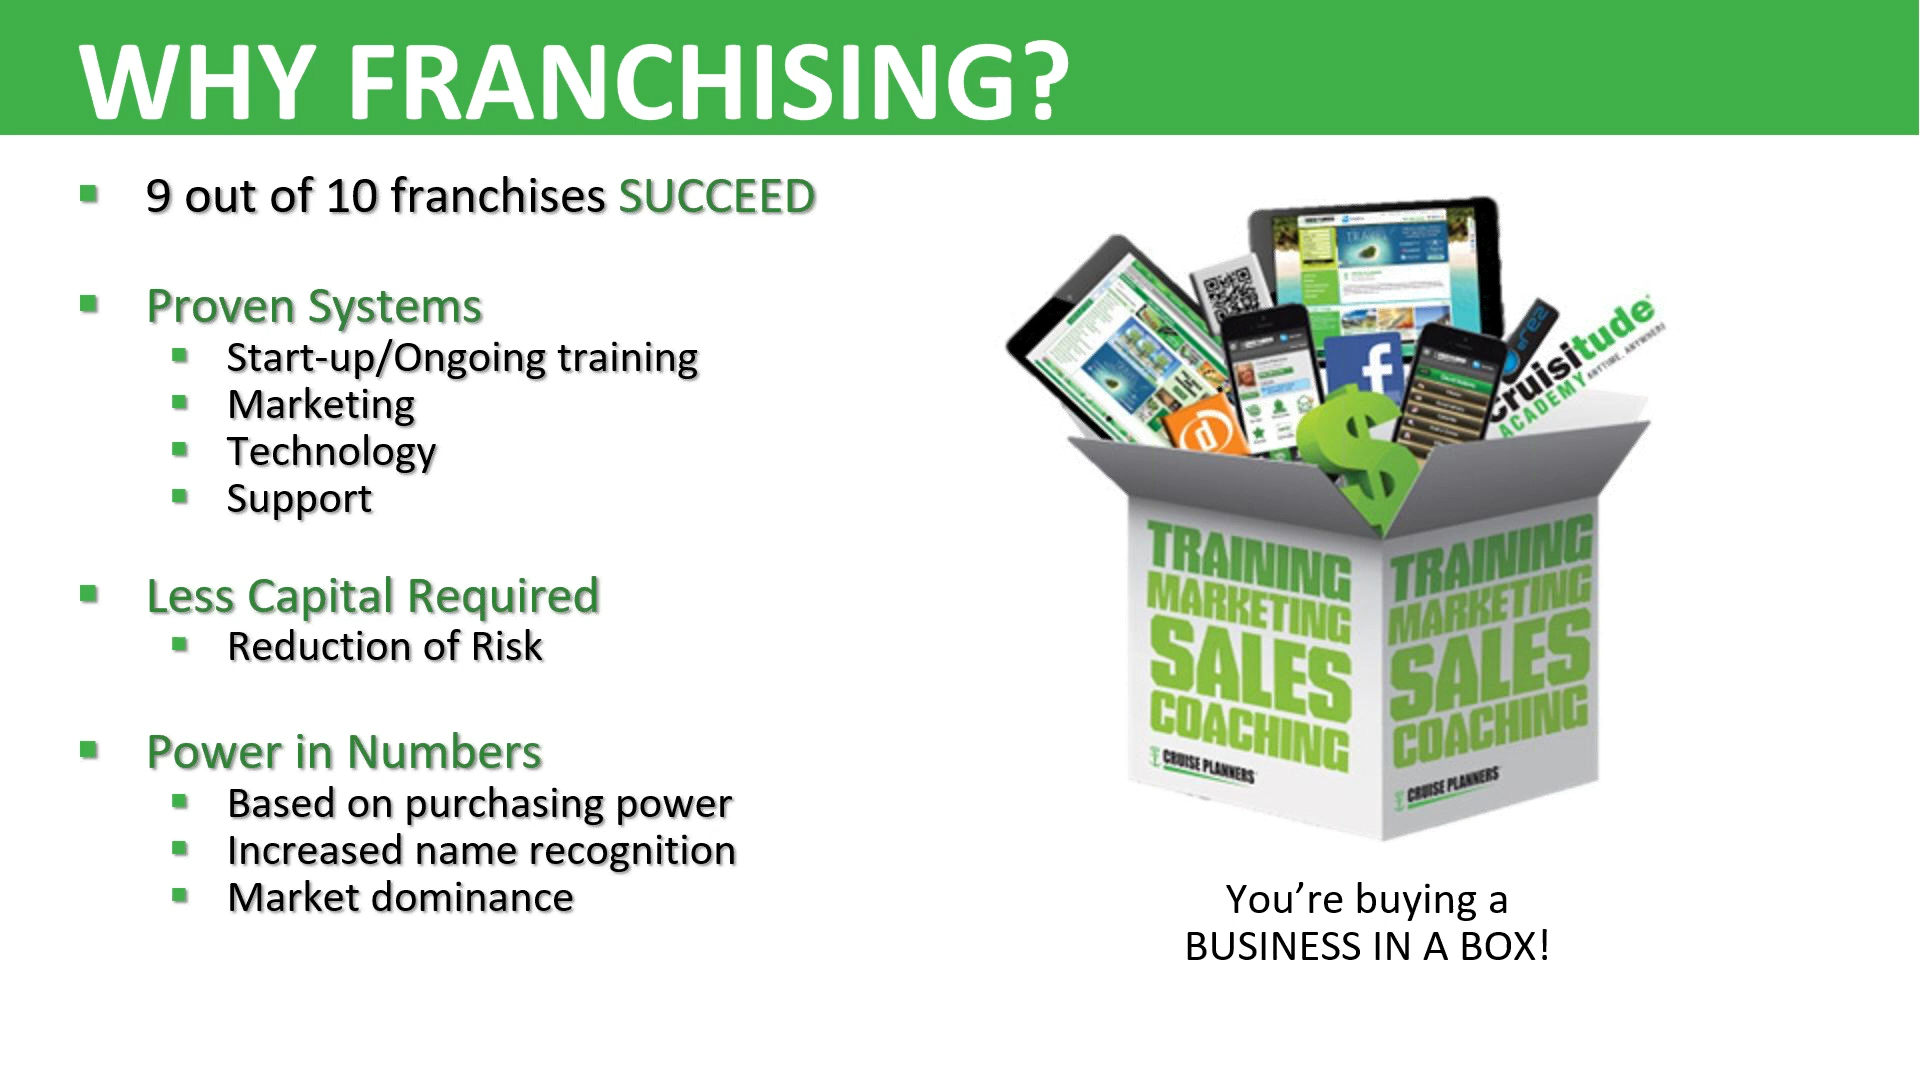 WHY FRANCHISING?
9 out of 10 franchises SUCCEED
Proven Systems
Start-up/Ongoing training
Marketing
Technology
Support
Less Capital Required
Reduction of Risk
Power in Numbers
Based on purchasing power
Increased name recognition
Market dominance
cruisitude
ACADEMY ANYTIME, ANYWHERE!
TRAINING
MARKETING
SALES
COACHING
CRUISE PLANNERS
TRAINING
MARKETING
SALES
COACHING
CRUISE PLANNERS
You’re buying a
BUSINESS IN A BOX!